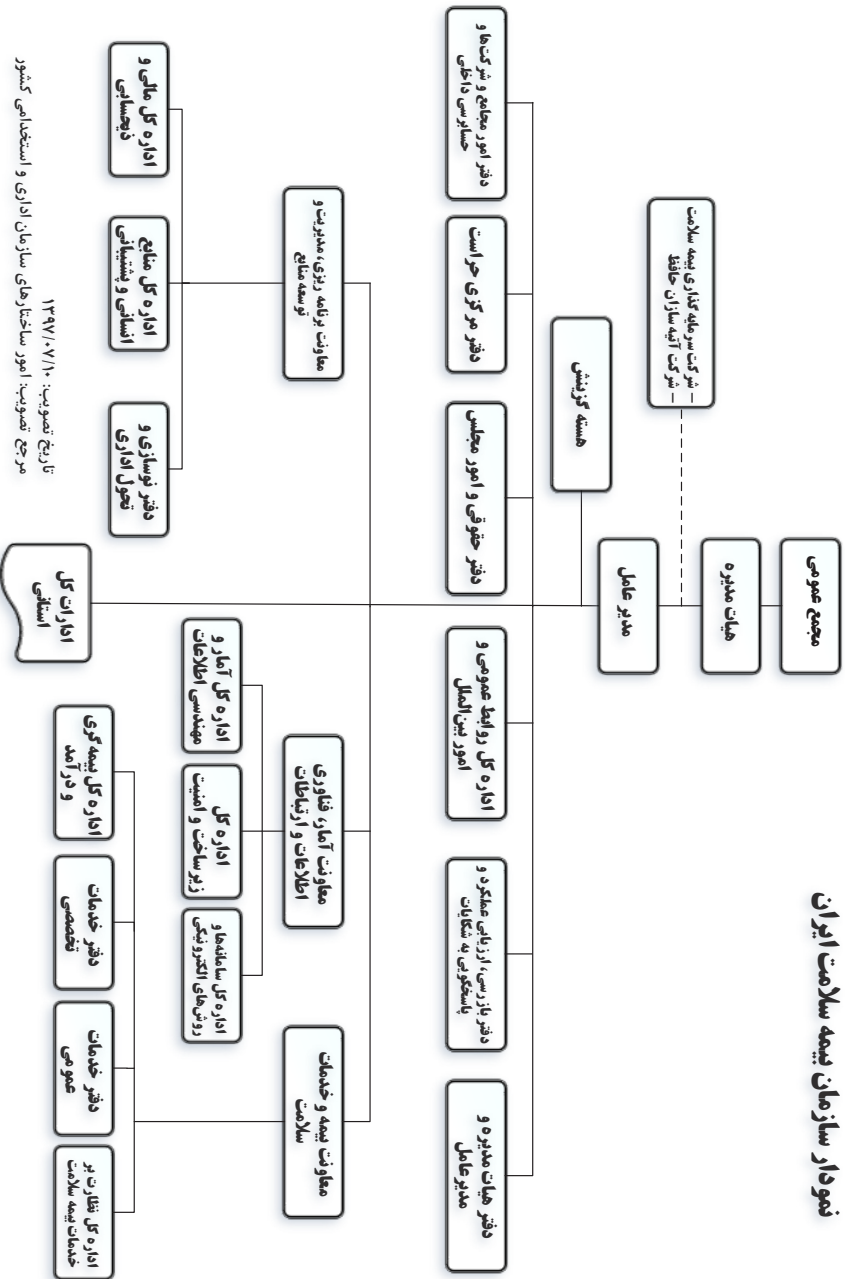 نمودار سازمان بیمه سلامت ایران
مجمع عمومی
هیات مدیره
– شرکت سرمایه گذاری بیمه سلامت
– شرکت آتیه سازان حافظ
مدیر عامل
هسته گزینش
دفتر هیات مدیره و
مدیرعامل
دفتر بازرسی، ارزیابی عملکرد و
پاسخگویی به شکایات
اداره کل روابط عمومی و
امور بین‌الملل
دفتر حقوقی و امور مجلس
دفتر مرکزی حراست
دفتر امور مجامع و شرکت‌ها و
حسابرسی داخلی
معاونت بیمه و خدمات
سلامت
معاونت آمار، فناوری
اطلاعات و ارتباطات
معاونت برنامه ریزی، مدیریت و
توسعه منابع
اداره کل سامانه‌ها و
روش‌های الکترونیکی
اداره کل
زیرساخت و امنیت
اداره کل آمار و
مهندسی اطلاعات
دفتر نوسازی و
تحول اداری
اداره کل منابع
انسانی و پشتیبانی
اداره کل مالی و
ذیحسابی
اداره کل نظارت بر
خدمات بیمه سلامت
دفتر خدمات
عمومی
دفتر خدمات
تخصصی
اداره کل بیمه گری
و درآمد
ادارات کل
استانی
تاریخ تصویب: ۱۳۹۷/۰۷/۱۰
مرجع تصویب: امور ساختارهای سازمان اداری و استخدامی کشور